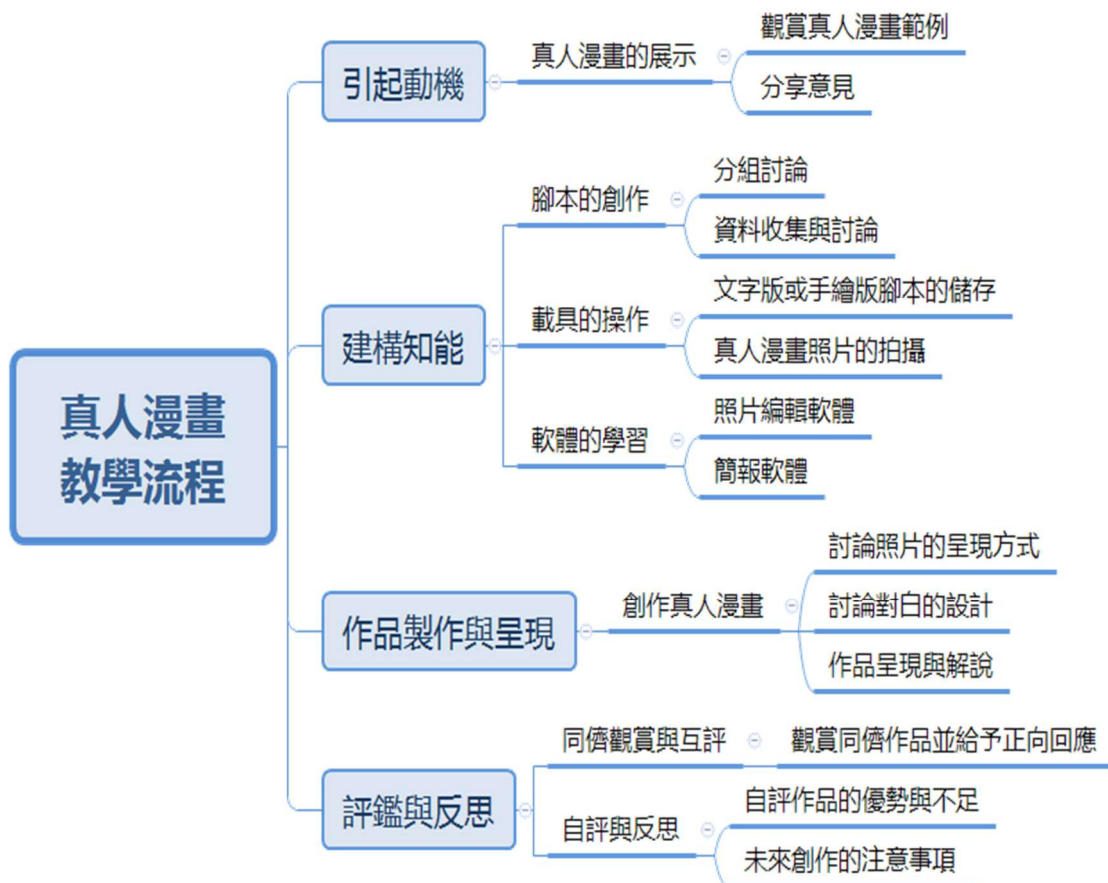 真人漫畫
教學流程
引起動機
真人漫畫的展示
觀賞真人漫畫範例
分享意見
建構知能
腳本的創作
分組討論
資料收集與討論
載具的操作
文字版或手繪版腳本的儲存
真人漫畫照片的拍攝
軟體的學習
照片編輯軟體
簡報軟體
作品製作與呈現
創作真人漫畫
討論照片的呈現方式
討論對白的設計
作品呈現與解說
評鑑與反思
同儕觀賞與互評
觀賞同儕作品並給予正向回應
自評與反思
自評作品的優勢與不足
未來創作的注意事項